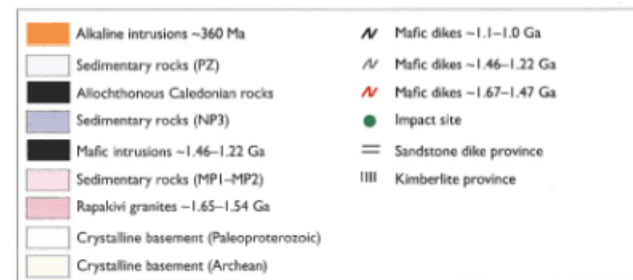 Alkaline intrusions ~360 Ma
Sedimentary rocks (PZ)
Allochthonous Caledonian rocks
Sedimentary rocks (NP3)
Mafic intrusions ~1.46–1.22 Ga
Sedimentary rocks (MP1–MP2)
Rapakivi granites ~1.65–1.54 Ga
Crystalline basement (Paleoproterozoic)
Crystalline basement (Archean)
Mafic dikes ~1.1–1.0 Ga
Mafic dikes ~1.46–1.22 Ga
Mafic dikes ~1.67–1.47 Ga
Impact site
Sandstone dike province
Kimberlite province